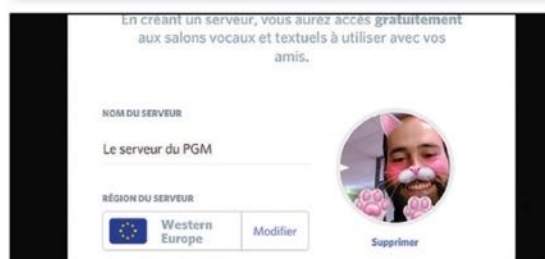 En créant un serveur, vous aurez accès gratuitement
aux salons vocaux et textuels à utiliser avec vos
amis.
NOM DU SERVEUR
Le serveur du PGM
RÉGION DU SERVEUR
Western
Europe
Modifier
Supprimer